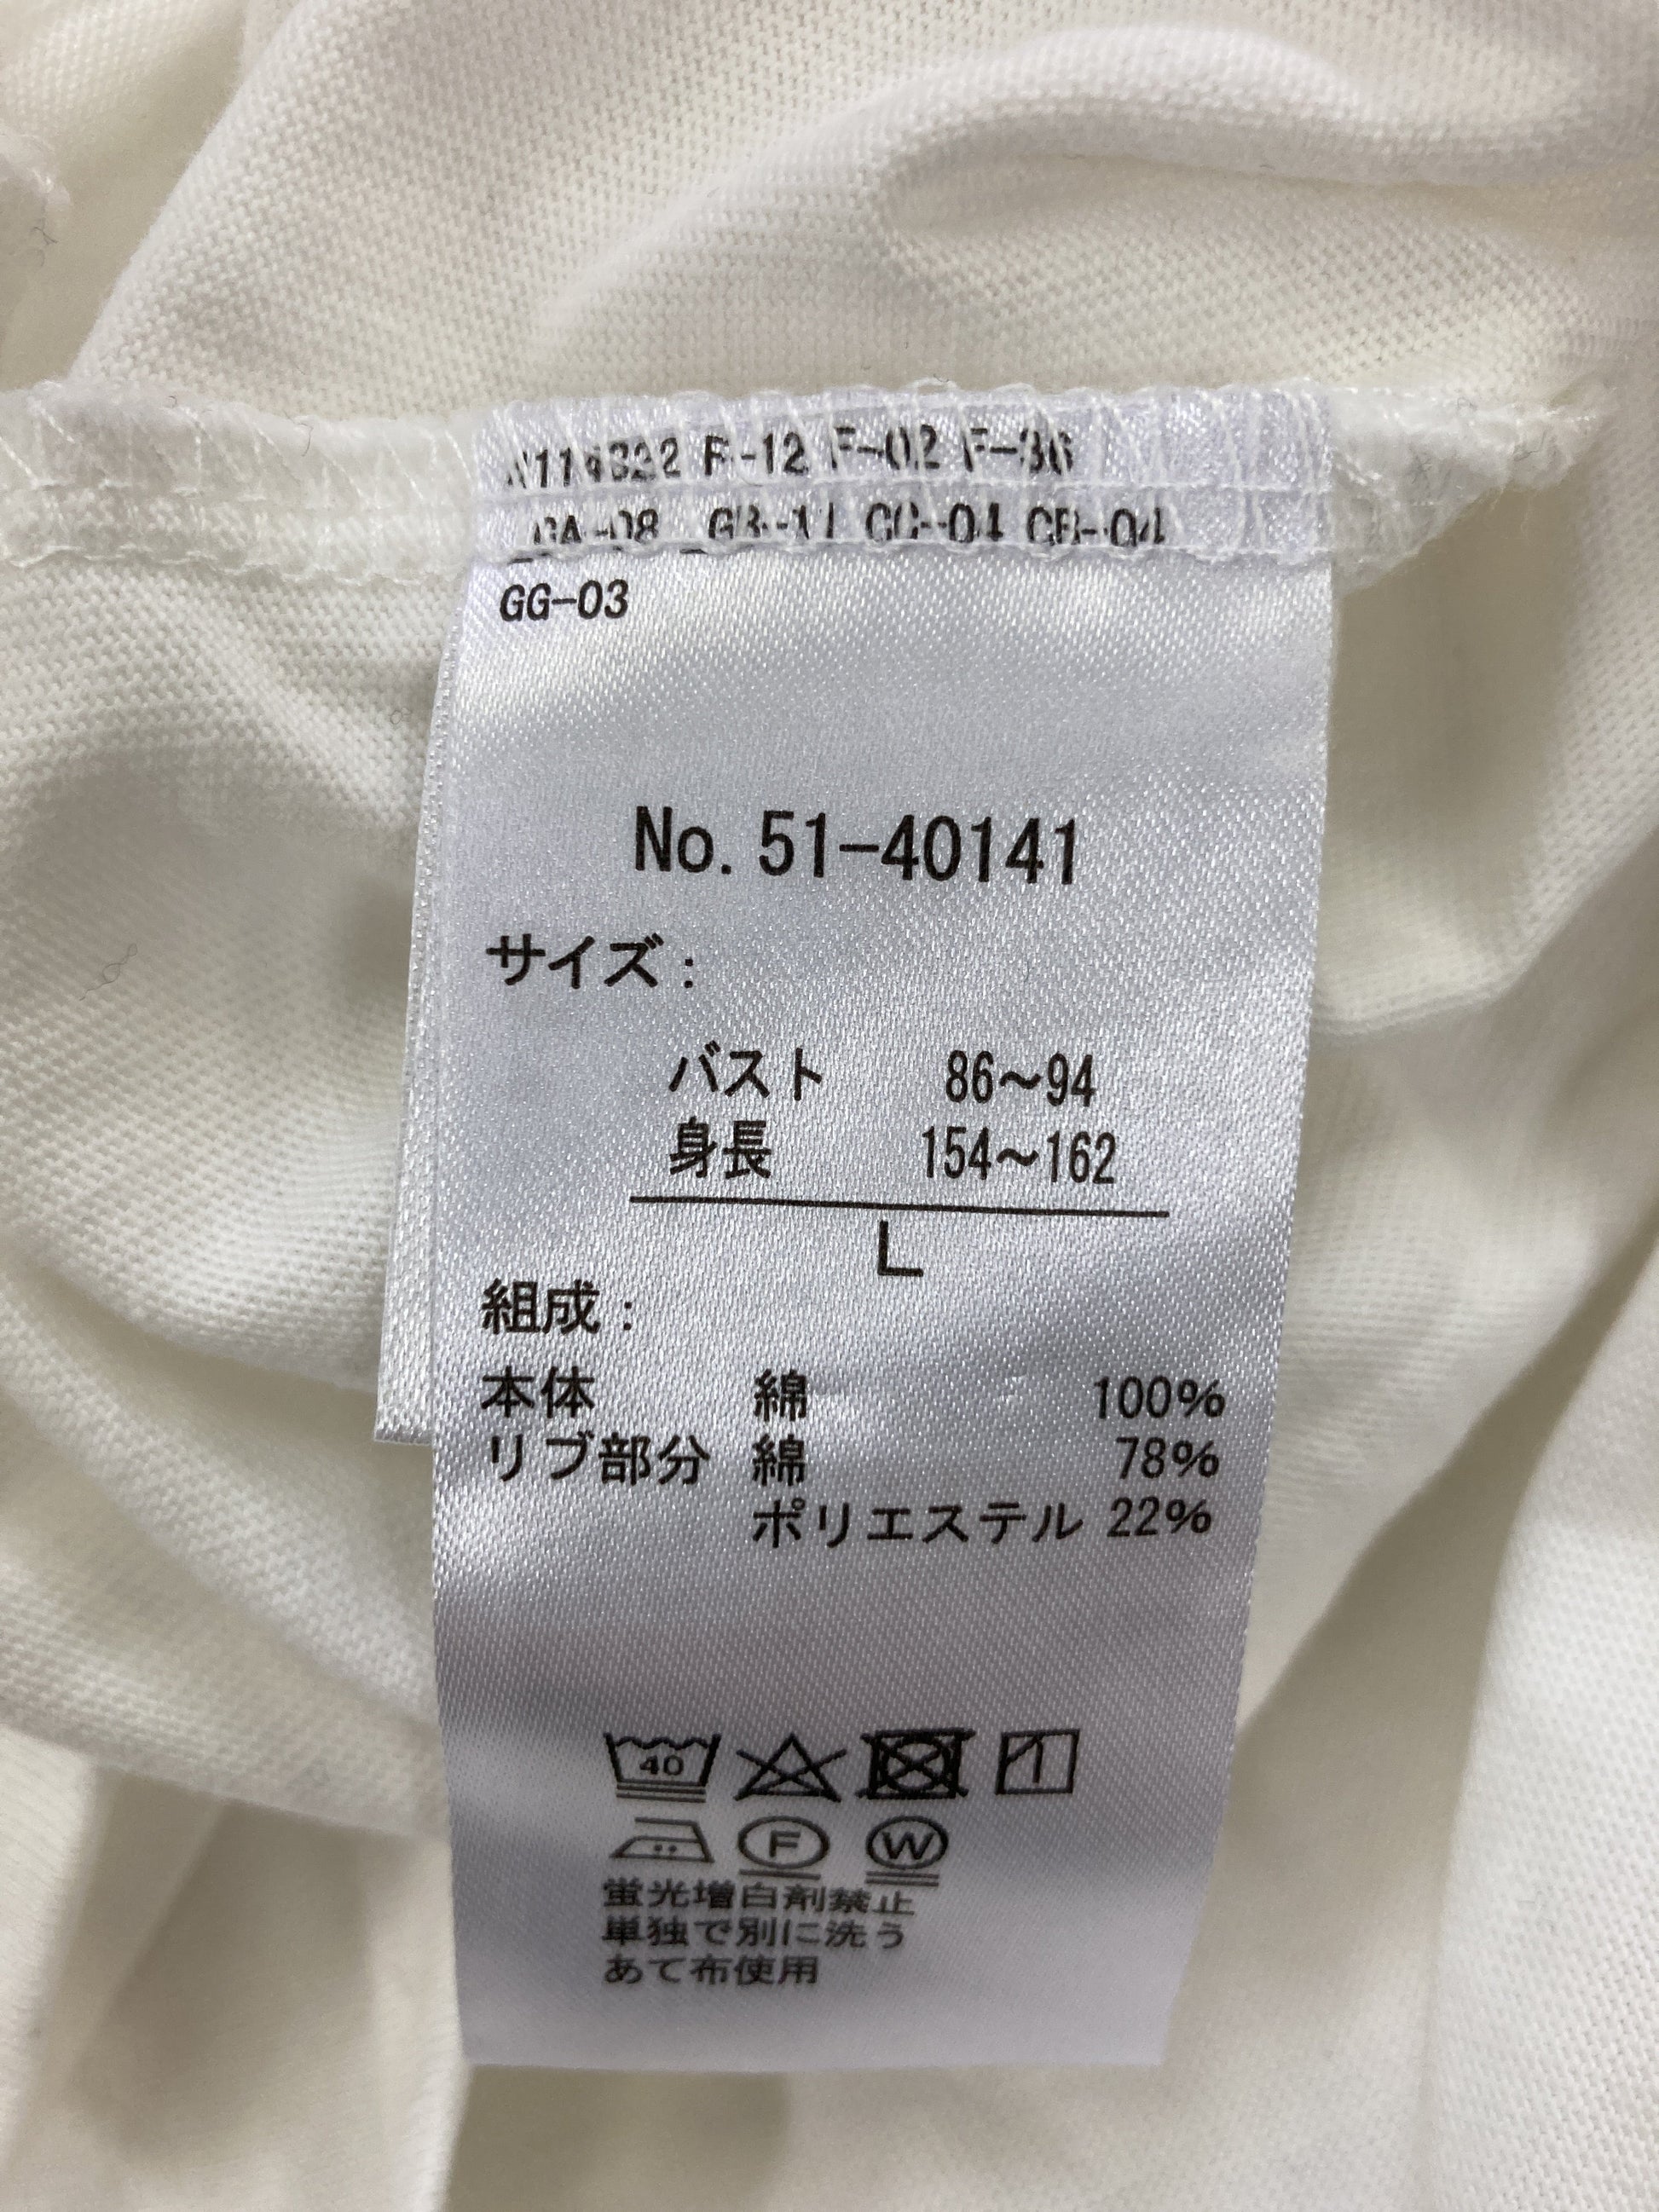 GG-03
No. 51-40141
サイズ:
バスト 86～94
身長 154～162
L
組成:
本体 綿 100%
リブ部分 綿 78%
ポリエステル 22%
40
F W
蛍光増白剤禁止
単独で別に洗う
あて布使用